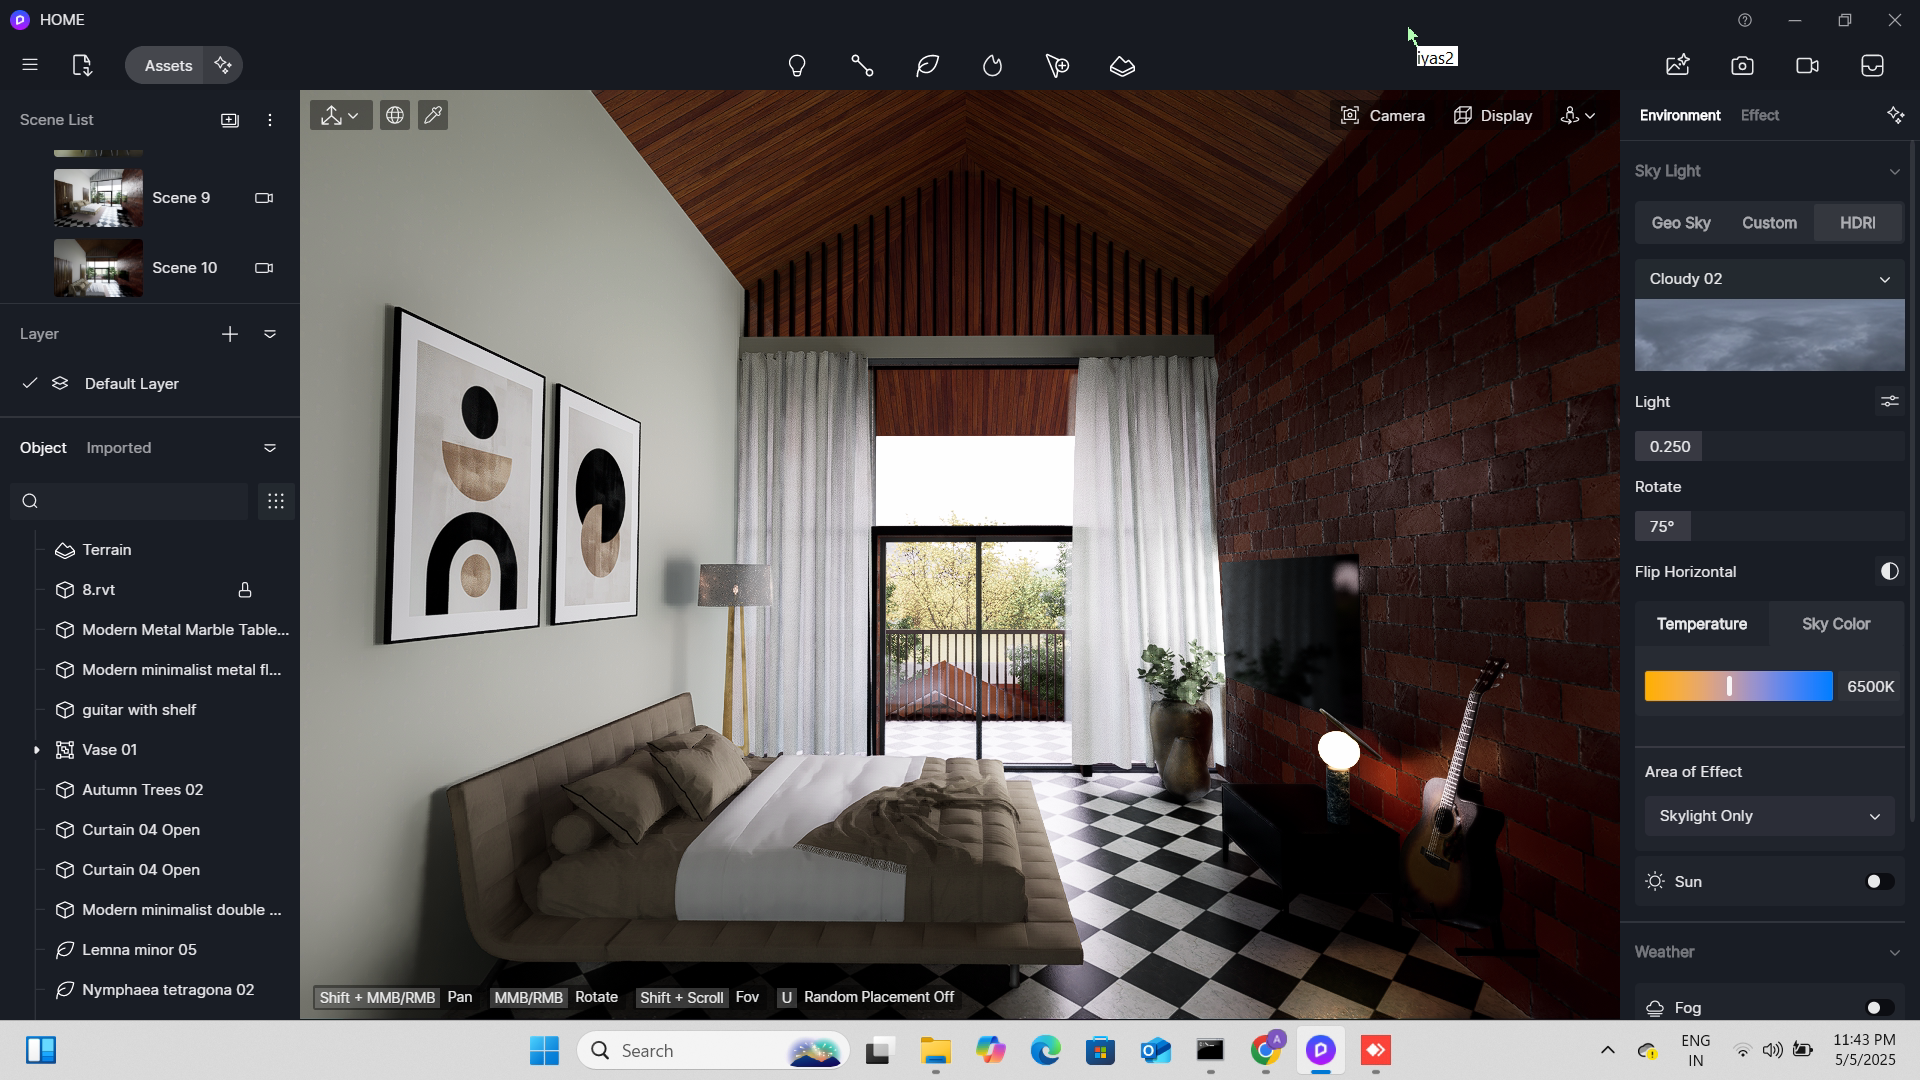 HOME
Assets
iyas2
Scene List
Scene 9
Scene 10
Layer
Default Layer
Object Imported
Terrain
8.rvt
Modern Metal Marble Table...
Modern minimalist metal fl...
guitar with shelf
Vase 01
Autumn Trees 02
Curtain 04 Open
Curtain 04 Open
Modern minimalist double ...
Lemna minor 05
Nymphaea tetragona 02
Camera Display
Shift + MMB/RMB Pan MMB/RMB Rotate Shift + Scroll Fov U Random Placement Off
Environment Effect
Sky Light
Geo Sky Custom HDRI
Cloudy 02
Light
0.250
Rotate
75°
Flip Horizontal
Temperature Sky Color
6500K
Area of Effect
Skylight Only
Sun
Weather
Fog
Search
A
ENG
IN
11:43 PM
5/5/2025